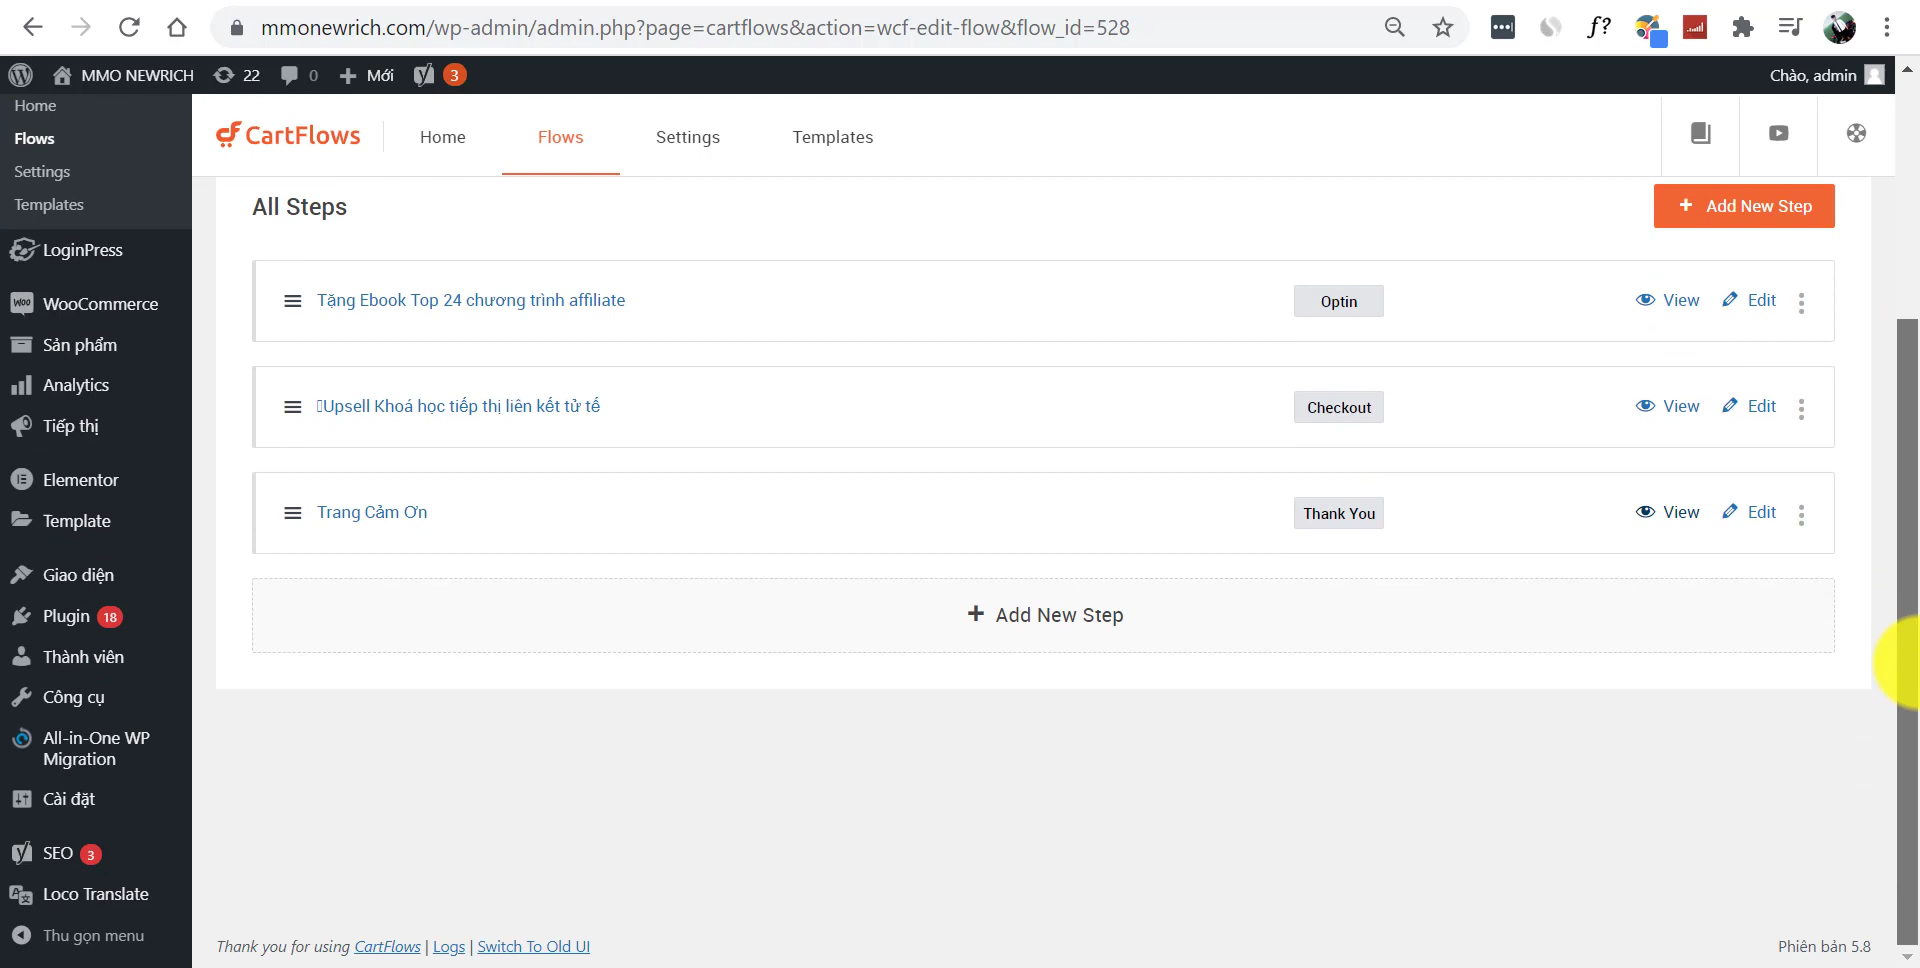 mmonewrich.com/wp-admin/admin.php?page=cartflows&action=wcf-edit-flow&flow_id=528
f?
MMO NEWRICH
22
0
Mới
3
Chào, admin
Home
Flows
Settings
Templates
LoginPress
WooCommerce
Sản phẩm
Analytics
Tiếp thị
Elementor
Template
Giao diện
Plugin 18
Thành viên
Công cụ
All-in-One WP
Migration
Cài đặt
SEO 3
Loco Translate
Thu gọn menu
CartFlows
Home
Flows
Settings
Templates
All Steps
+ Add New Step
Tặng Ebook Top 24 chương trình affiliate
Optin
View
Edit
Upsell Khoá học tiếp thị liên kết tử tế
Checkout
View
Edit
Trang Cảm Ơn
Thank You
View
Edit
+ Add New Step
Thank you for using CartFlows | Logs | Switch To Old UI
Phiên bản 5.8